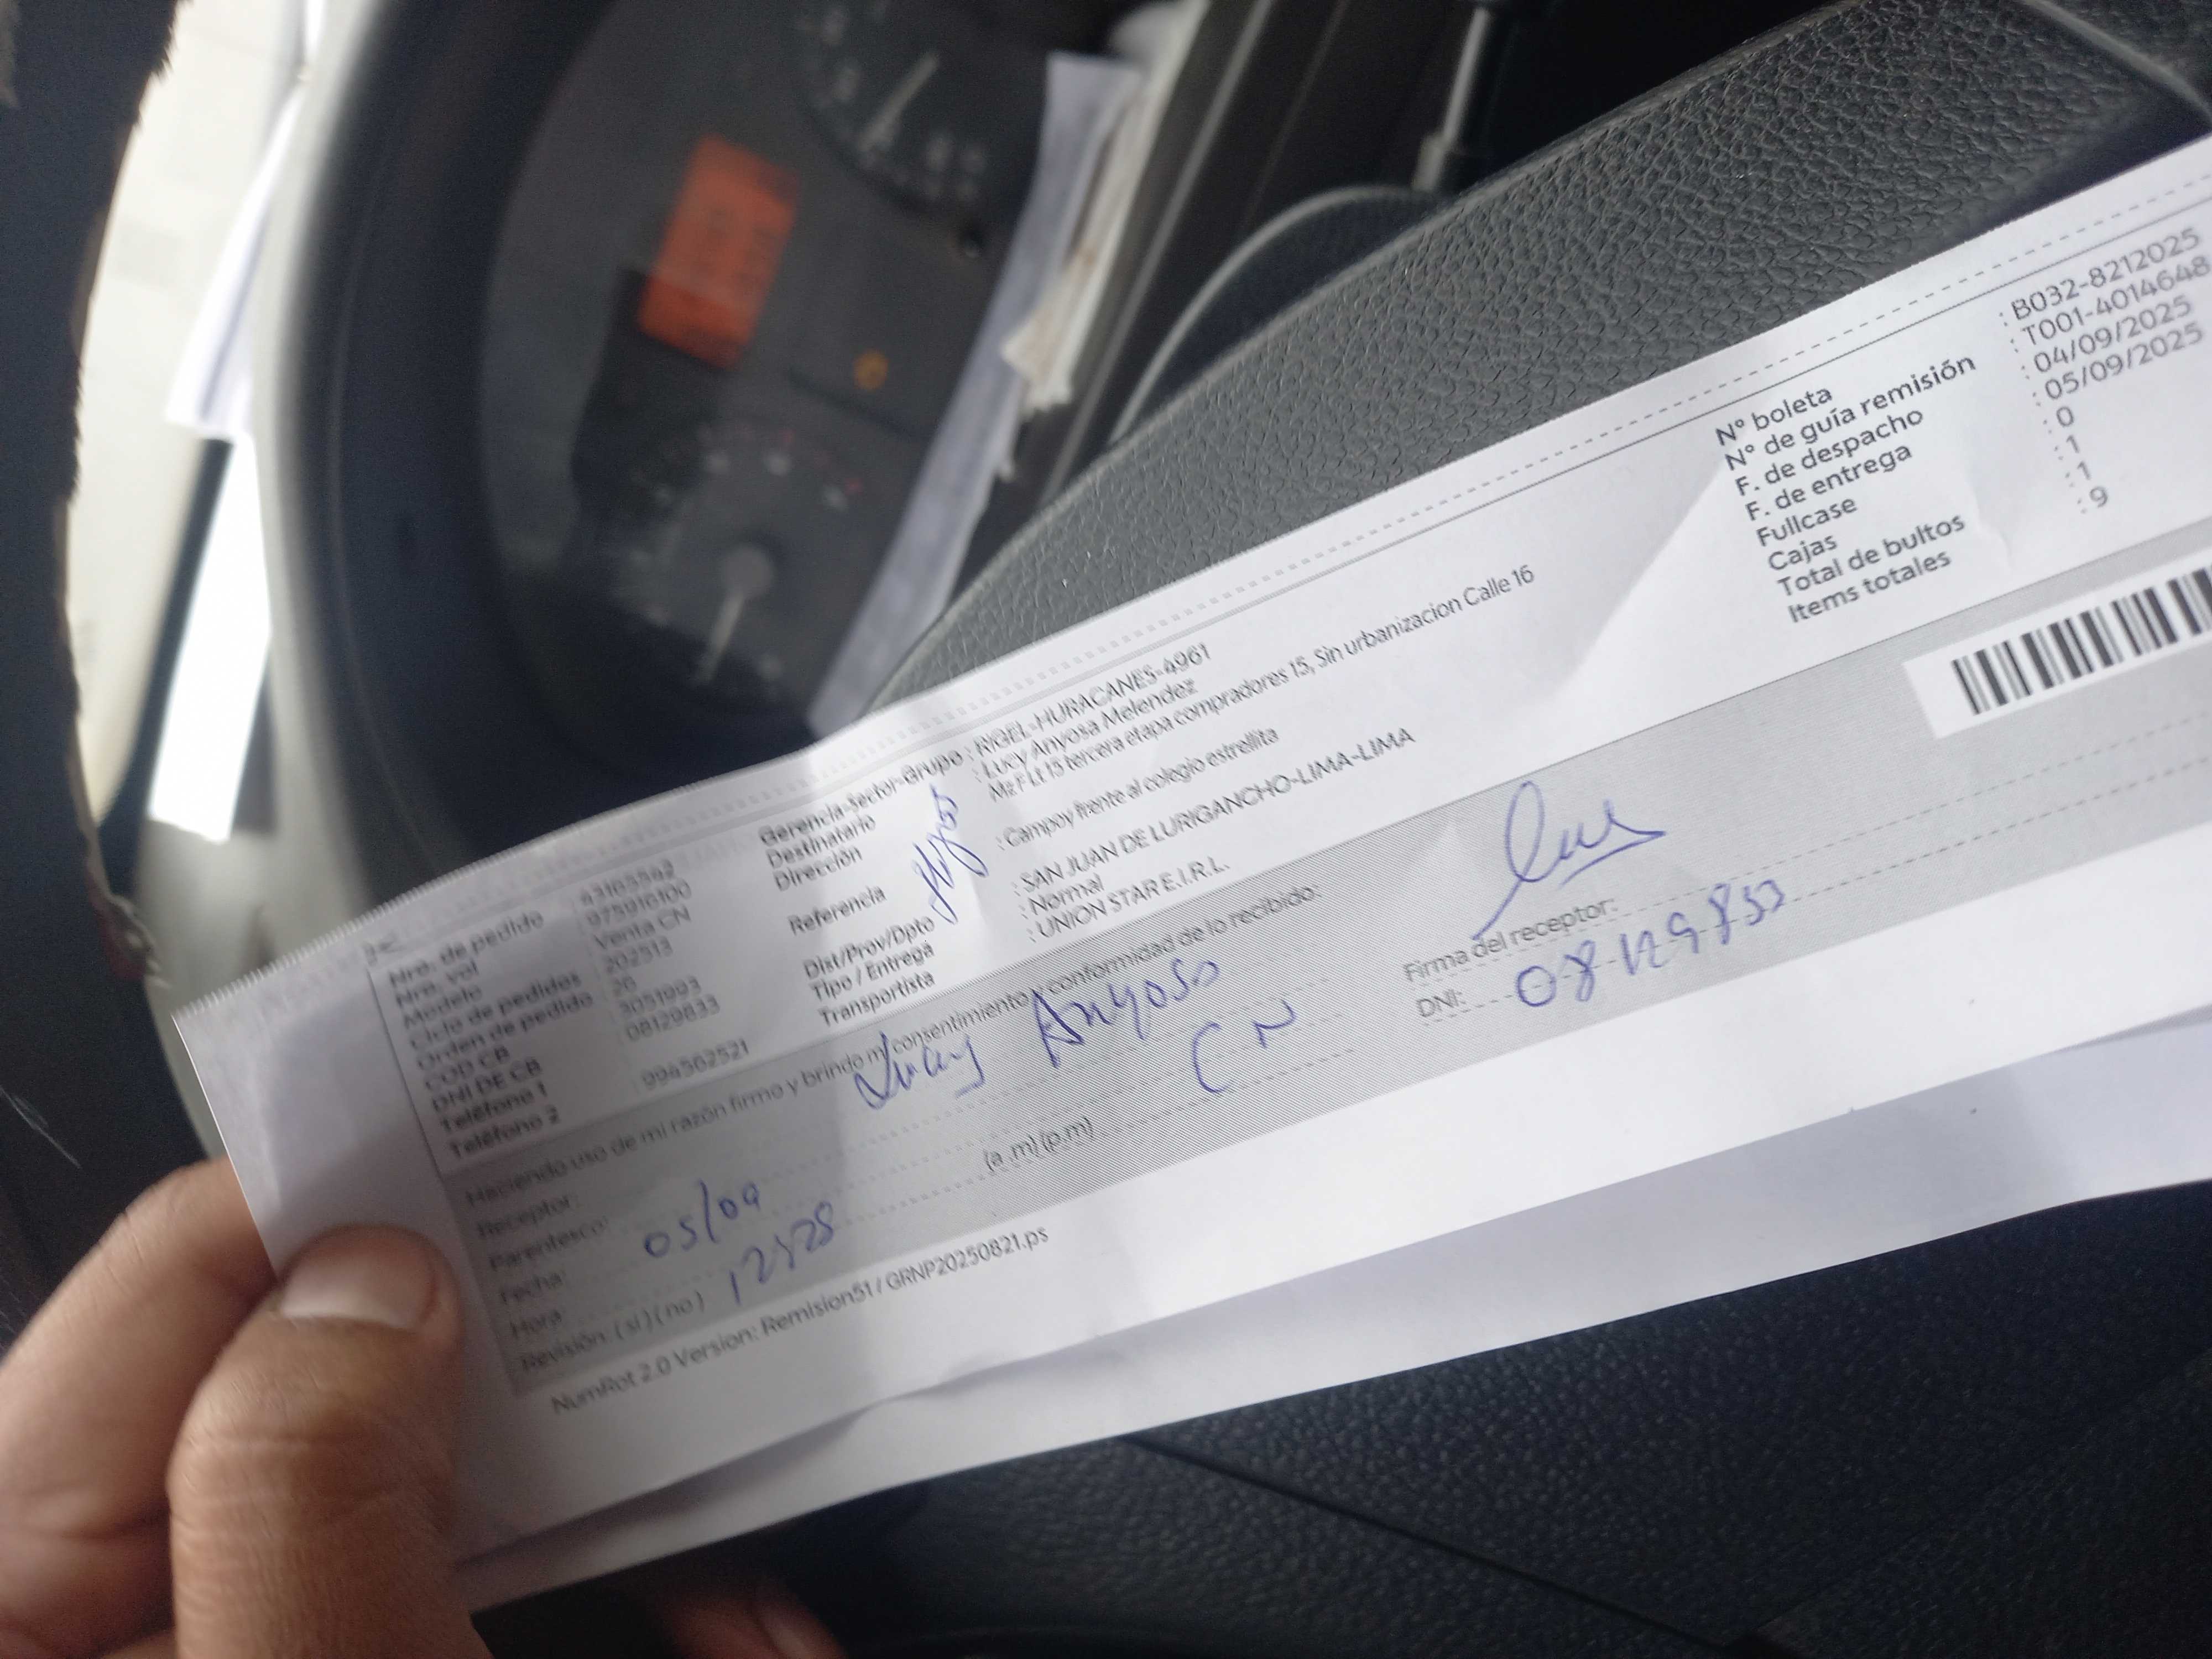 Nro. de pedido : 43165542
Nro. vol : 975916100
Modelo Venta CN
Ciclo de pedidos : 202513
Orden de pedido : 26
COD CB : 3051993
DNI DE CB : 08129833
Teléfono 1
Teléfono 2 : 994562521
Gerencia-Sector-Grupo : RIGEL-HURACANES-4961
Destinatario : Lucy Anyosa Melendez
Dirección Mz F Lt 15 tercera etapa compradores 15, Sin urbanizacion Calle 16
Referencia : Campoy frente al colegio estrellita
Dist/Prov/Dpto : SAN JUAN DE LURIGANCHO-LIMA-LIMA
Tipo / Entrega : Normal
Transportista : UNION STAR E.I.R.L.
N° boleta : B032-8212025
N° de guía remisión : T001-4014648
F. de despacho : 04/09/2025
F. de entrega : 05/09/2025
Fullcase : 0
Cajas : 1
Total de bultos : 1
Items totales : 9
Haciendo uso de mi razón firmo y brindo mi consentimiento y conformidad de lo recibido:
Receptor: Lucy Anyosa
Parentesco: CN
Fecha: 05/09
Hora: (a .m) (p.m)
Revisión: ( si ) ( no )
Firma del receptor:
DNI:
NumRot 2.0 Version: Remision51 / GRNP20250821.ps